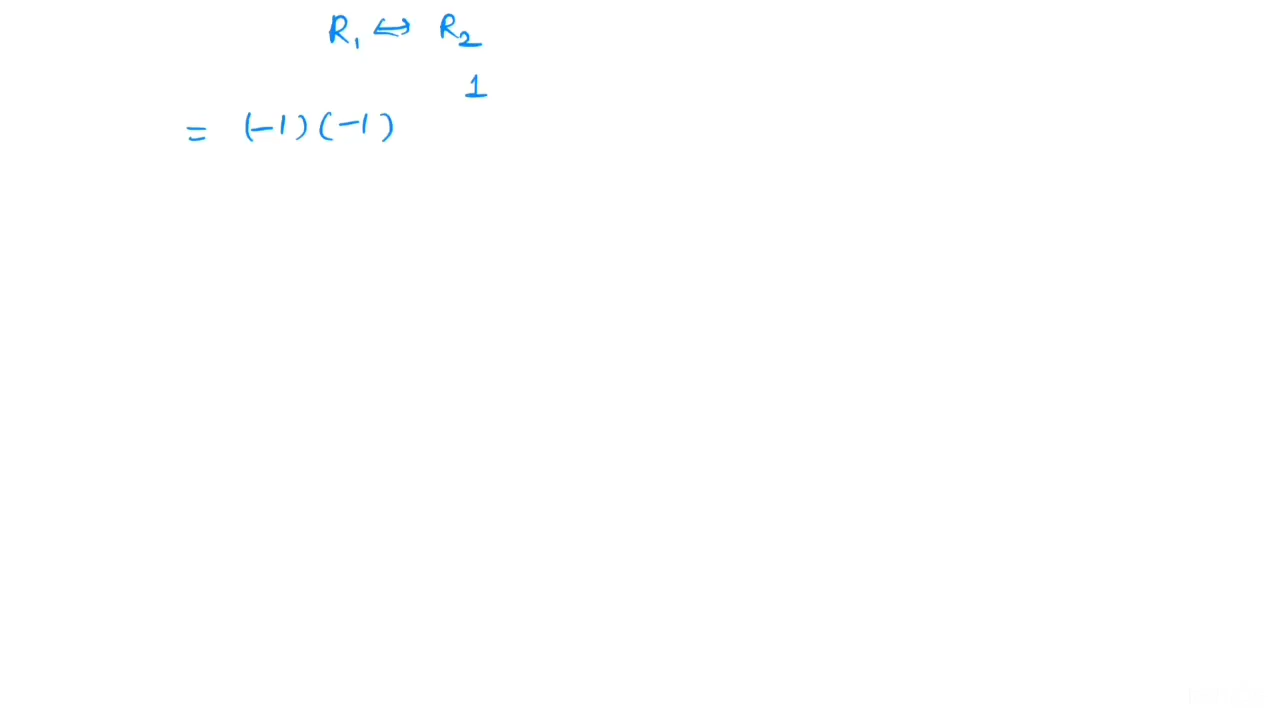 R₁ ⇔ R₂
1
= (-1)(-1)